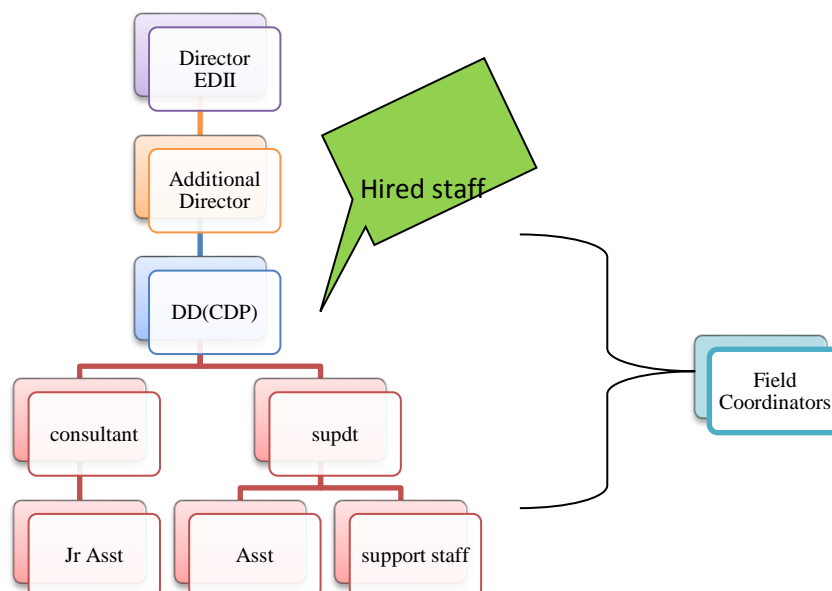 Director
EDII
Additional
Director
Hired staff
DD(CDP)
Field
Coordinators
consultant
supdt
Jr Asst
Asst
support staff